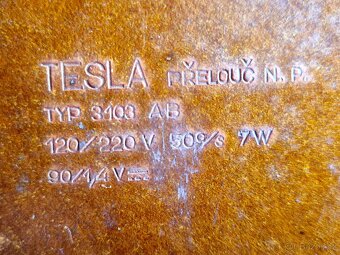 TESLA PŘELOUČ N. P.
TYP 3103 AB
120/220 V 50c/s 7W
90/1,4 V